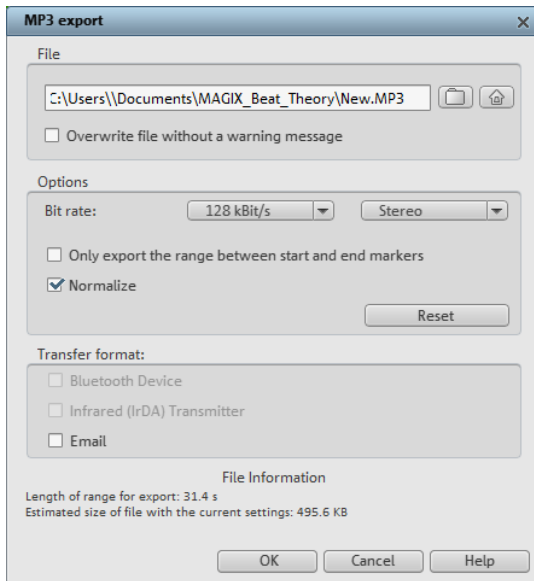 MP3 export
File
C:\Users\\Documents\MAGIX_Beat_Theory\New.MP3
Overwrite file without a warning message
Options
Bit rate: 128 kBit/s Stereo
Only export the range between start and end markers
Normalize
Reset
Transfer format:
Bluetooth Device
Infrared (IrDA) Transmitter
Email
File Information
Length of range for export: 31.4 s
Estimated size of file with the current settings: 495.6 KB
OK Cancel Help